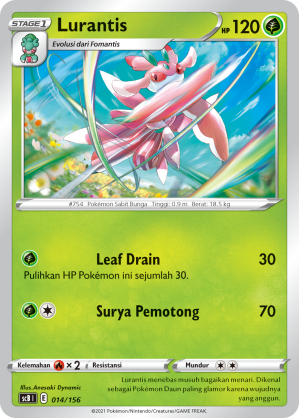 STAGE 1 Lurantis HP 120
Evolusi dari Fomantis
#754 Pokémon Sabit Bunga Tinggi: 0.9 m Berat: 18.5 kg
Leaf Drain 30
Pulihkan HP Pokémon ini sejumlah 30.
Surya Pemotong 70
Kelemahan ×2 Resistansi Mundur
Illus. Anesaki Dynamic
Lurantis menebas musuh bagaikan menari. Dikatakan
sebagai Pokémon Daun paling glamor karena wujudnya
yang anggun.
E 014/156
©2021 Pokémon/Nintendo/Creatures/GAME FREAK